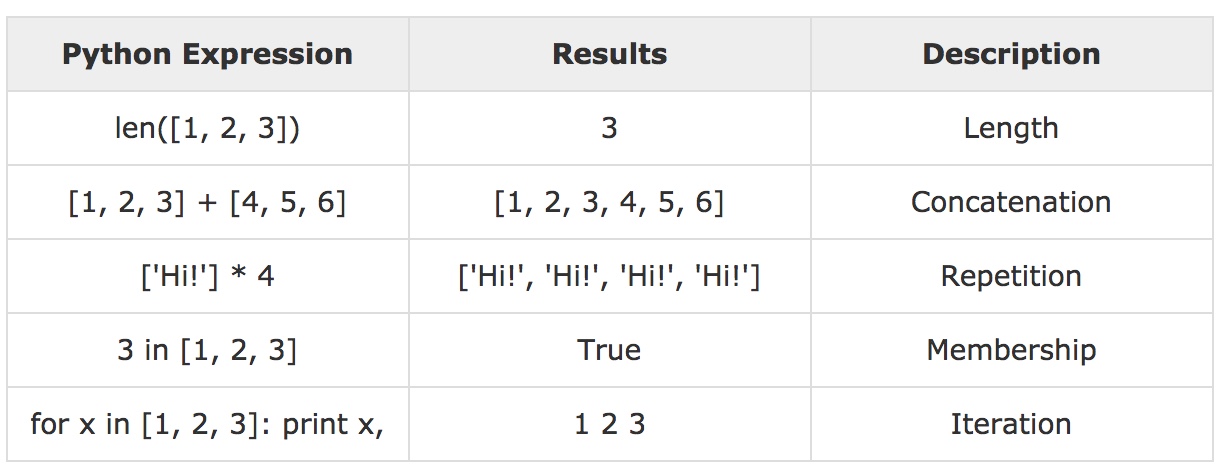 Python Expression Results Description
len([1, 2, 3]) 3 Length
[1, 2, 3] + [4, 5, 6] [1, 2, 3, 4, 5, 6] Concatenation
['Hi!'] * 4 ['Hi!', 'Hi!', 'Hi!', 'Hi!'] Repetition
3 in [1, 2, 3] True Membership
for x in [1, 2, 3]: print x, 1 2 3 Iteration